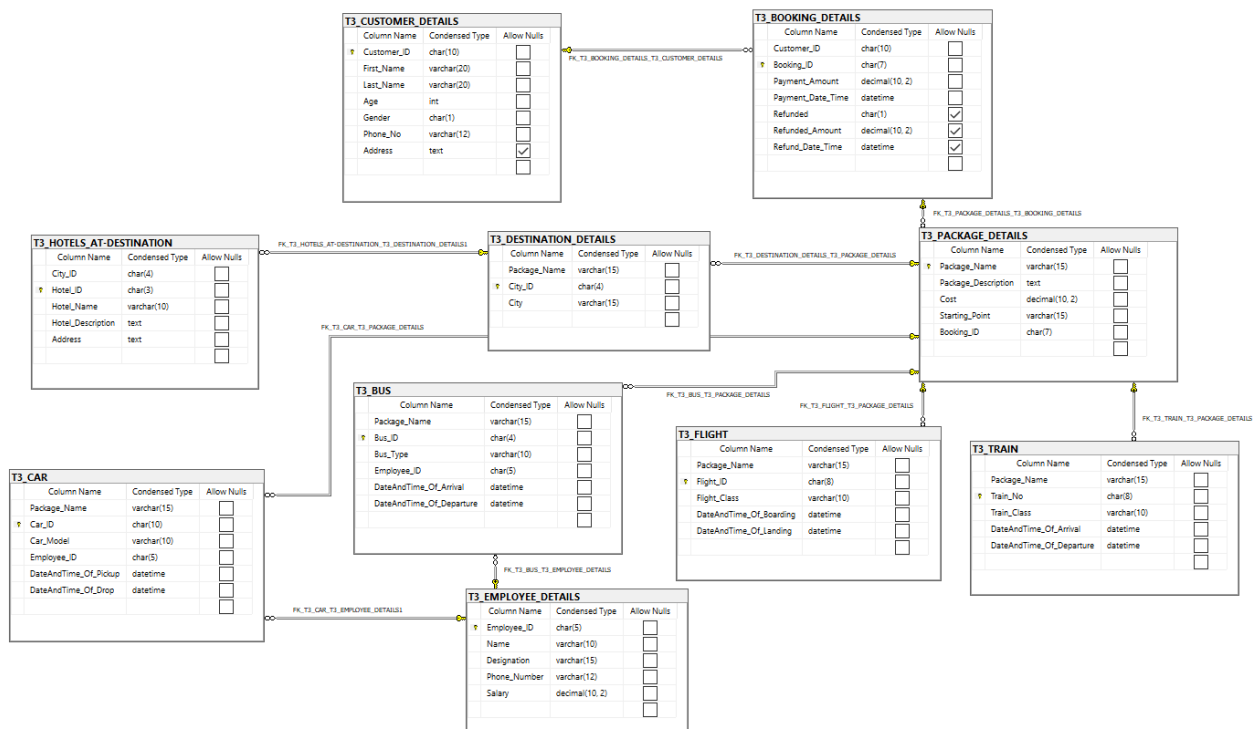 T3_CUSTOMER_DETAILS
Column Name Condensed Type Allow Nulls
Customer_ID char(10)
First_Name varchar(20)
Last_Name varchar(20)
Age int
Gender char(1)
Phone_No varchar(12)
Address text
FK_T3_BOOKING_DETAILS_T3_CUSTOMER_DETAILS
T3_BOOKING_DETAILS
Column Name Condensed Type Allow Nulls
Customer_ID char(10)
Booking_ID char(7)
Payment_Amount decimal(10, 2)
Payment_Date_Time datetime
Refunded char(1)
Refunded_Amount decimal(10, 2)
Refund_Date_Time datetime
FK_T3_PACKAGE_DETAILS_T3_BOOKING_DETAILS
T3_HOTELS_AT-DESTINATION
Column Name Condensed Type Allow Nulls
City_ID char(4)
Hotel_ID char(3)
Hotel_Name varchar(10)
Hotel_Description text
Address text
FK_T3_HOTELS_AT-DESTINATION_T3_DESTINATION_DETAILS1
T3_DESTINATION_DETAILS
Column Name Condensed Type Allow Nulls
Package_Name varchar(15)
City_ID char(4)
City varchar(15)
FK_T3_DESTINATION_DETAILS_T3_PACKAGE_DETAILS
T3_PACKAGE_DETAILS
Column Name Condensed Type Allow Nulls
Package_Name varchar(15)
Package_Description text
Cost decimal(10, 2)
Starting_Point varchar(15)
Booking_ID char(7)
FK_T3_CAR_T3_PACKAGE_DETAILS
T3_BUS
Column Name Condensed Type Allow Nulls
Package_Name varchar(15)
Bus_ID char(4)
Bus_Type varchar(10)
Employee_ID char(5)
DateAndTime_Of_Arrival datetime
DateAndTime_Of_Departure datetime
FK_T3_BUS_T3_PACKAGE_DETAILS
FK_T3_FLIGHT_T3_PACKAGE_DETAILS
FK_T3_TRAIN_T3_PACKAGE_DETAILS
T3_FLIGHT
Column Name Condensed Type Allow Nulls
Package_Name varchar(15)
Flight_ID char(8)
Flight_Class varchar(10)
DateAndTime_Of_Boarding datetime
DateAndTime_Of_Landing datetime
T3_TRAIN
Column Name Condensed Type Allow Nulls
Package_Name varchar(15)
Train_No char(8)
Train_Class varchar(10)
DateAndTime_Of_Arrival datetime
DateAndTime_Of_Departure datetime
T3_CAR
Column Name Condensed Type Allow Nulls
Package_Name varchar(15)
Car_ID char(10)
Car_Model varchar(10)
Employee_ID char(5)
DateAndTime_Of_Pickup datetime
DateAndTime_Of_Drop datetime
FK_T3_BUS_T3_EMPLOYEE_DETAILS
FK_T3_CAR_T3_EMPLOYEE_DETAILS1
T3_EMPLOYEE_DETAILS
Column Name Condensed Type Allow Nulls
Employee_ID char(5)
Name varchar(10)
Designation varchar(15)
Phone_Number varchar(12)
Salary decimal(10, 2)